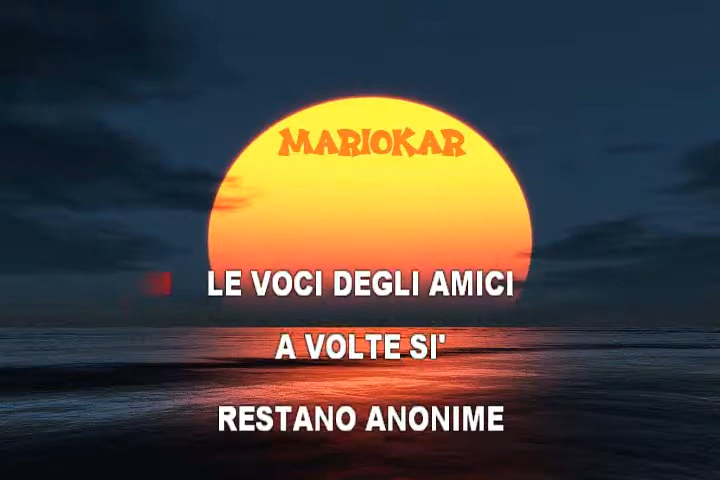 MARIOKAR
LE VOCI DEGLI AMICI
A VOLTE SI'
RESTANO ANONIME